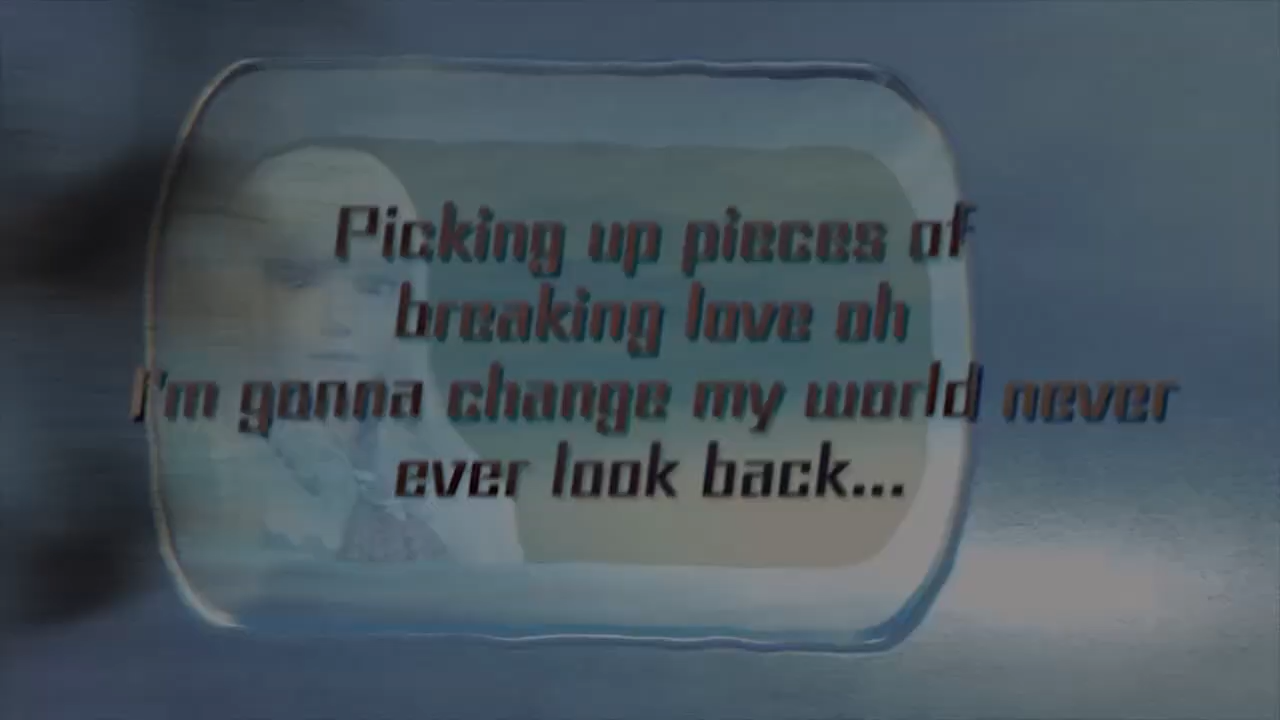 Picking up pieces of
breaking love oh
I'm gonna change my world never
ever look back...